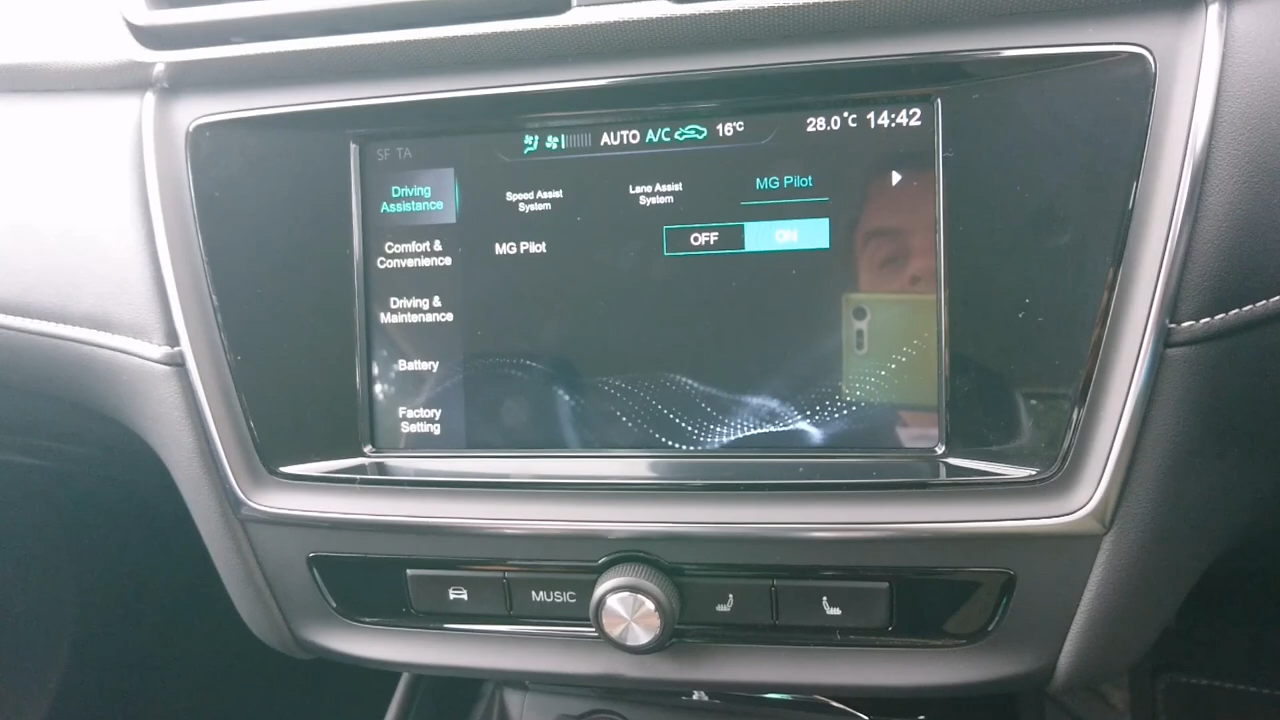 AUTO A/C 16°C 28.0°C 14:42
SF TA
Driving
Assistance
Speed Assist
System
Lane Assist
System
MG Pilot
Comfort &
Convenience
MG Pilot
OFF ON
Driving &
Maintenance
Battery
Factory
Setting
MUSIC